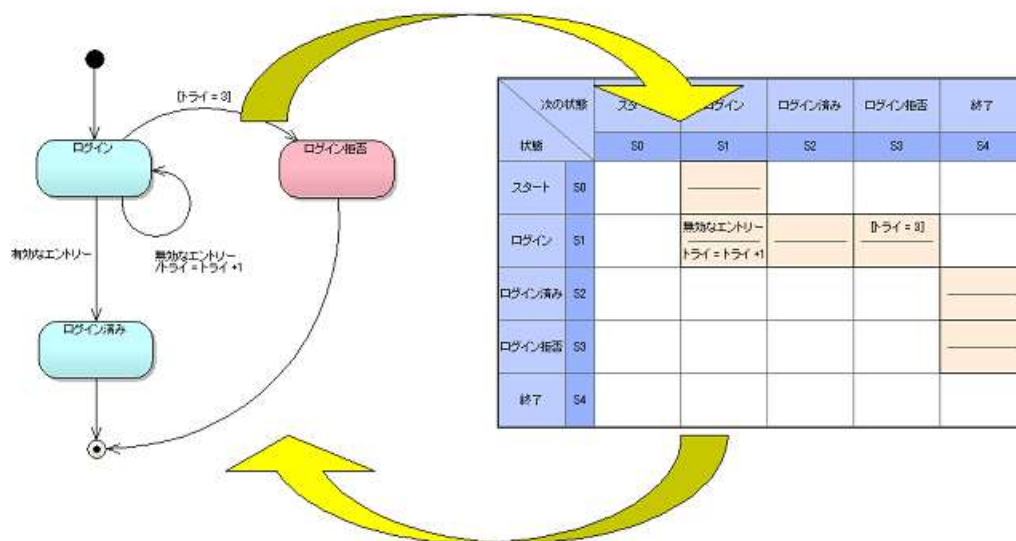 [トライ = 3]
ログイン
ログイン拒否
有効なエントリー
無効なエントリー
/トライ = トライ +1
ログイン済み
次の状態
状態
ログイン済み
ログイン拒否
終了
S0
S1
S2
S3
S4
スタート
S0
ログイン
S1
無効なエントリー
トライ = トライ +1
[トライ = 3]
ログイン済み
S2
ログイン拒否
S3
終了
S4